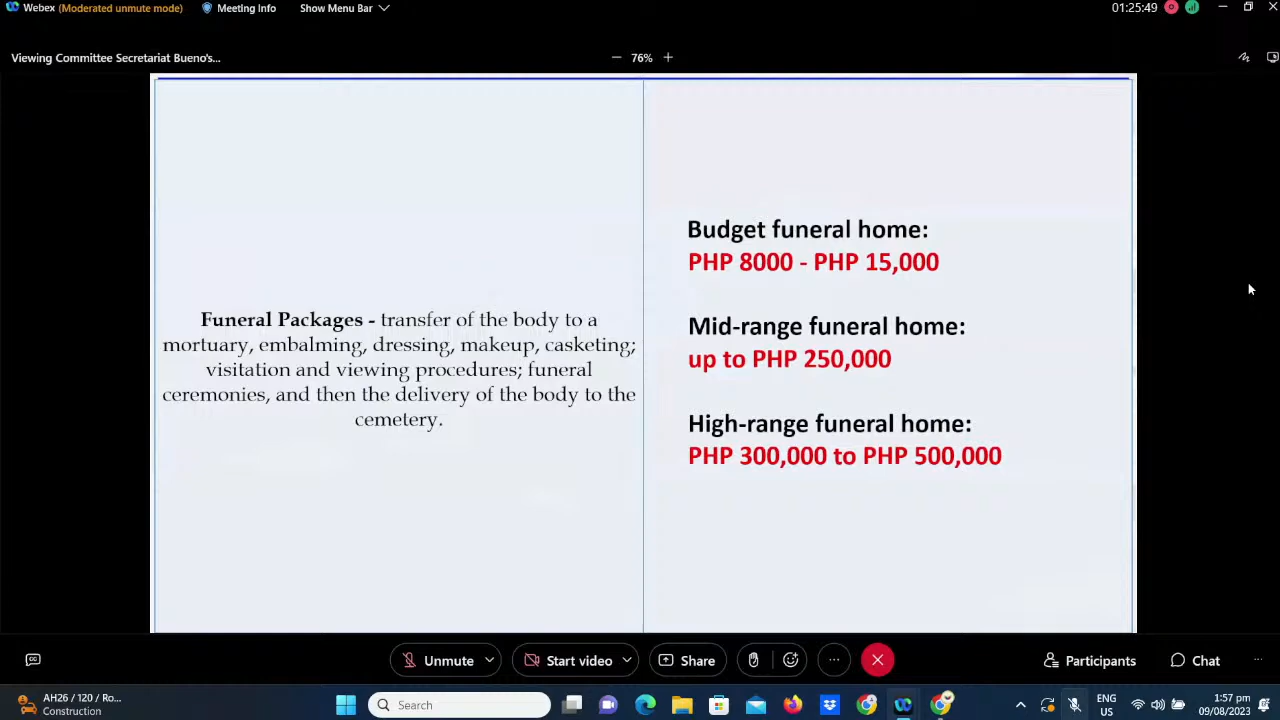 Webex (Moderated unmute mode) Meeting Info Show Menu Bar 01:25:49
Viewing Committee Secretariat Bueno's... 76%
Funeral Packages - transfer of the body to a
mortuary, embalming, dressing, makeup, casketing;
visitation and viewing procedures; funeral
ceremonies, and then the delivery of the body to the
cemetery.
Budget funeral home:
PHP 8000 - PHP 15,000
Mid-range funeral home:
up to PHP 250,000
High-range funeral home:
PHP 300,000 to PHP 500,000
Unmute Start video Share Participants Chat
AH26 / 120 / Ro...
Construction
Search
ENG
US
1:57 pm
09/08/2023